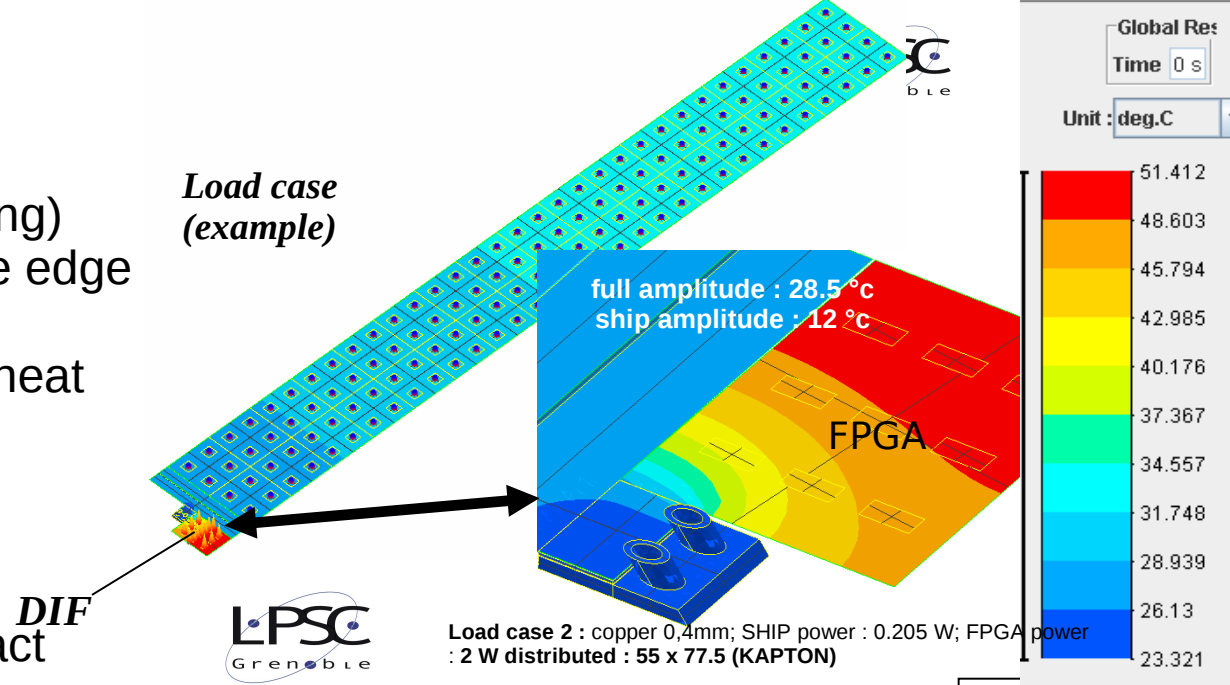 Load case
(example)
ng)
e edge
neat
DIF
act
full amplitude : 28.5 °c
ship amplitude : 12 °c
FPGA
LPSC
Grenoble
Load case 2 : copper 0,4mm; SHIP power : 0.205 W; FPGA power
: 2 W distributed : 55 x 77.5 (KAPTON)
Global Res
Time 0 s
Unit : deg.C
51.412
48.603
45.794
42.985
40.176
37.367
34.557
31.748
28.939
26.13
23.321